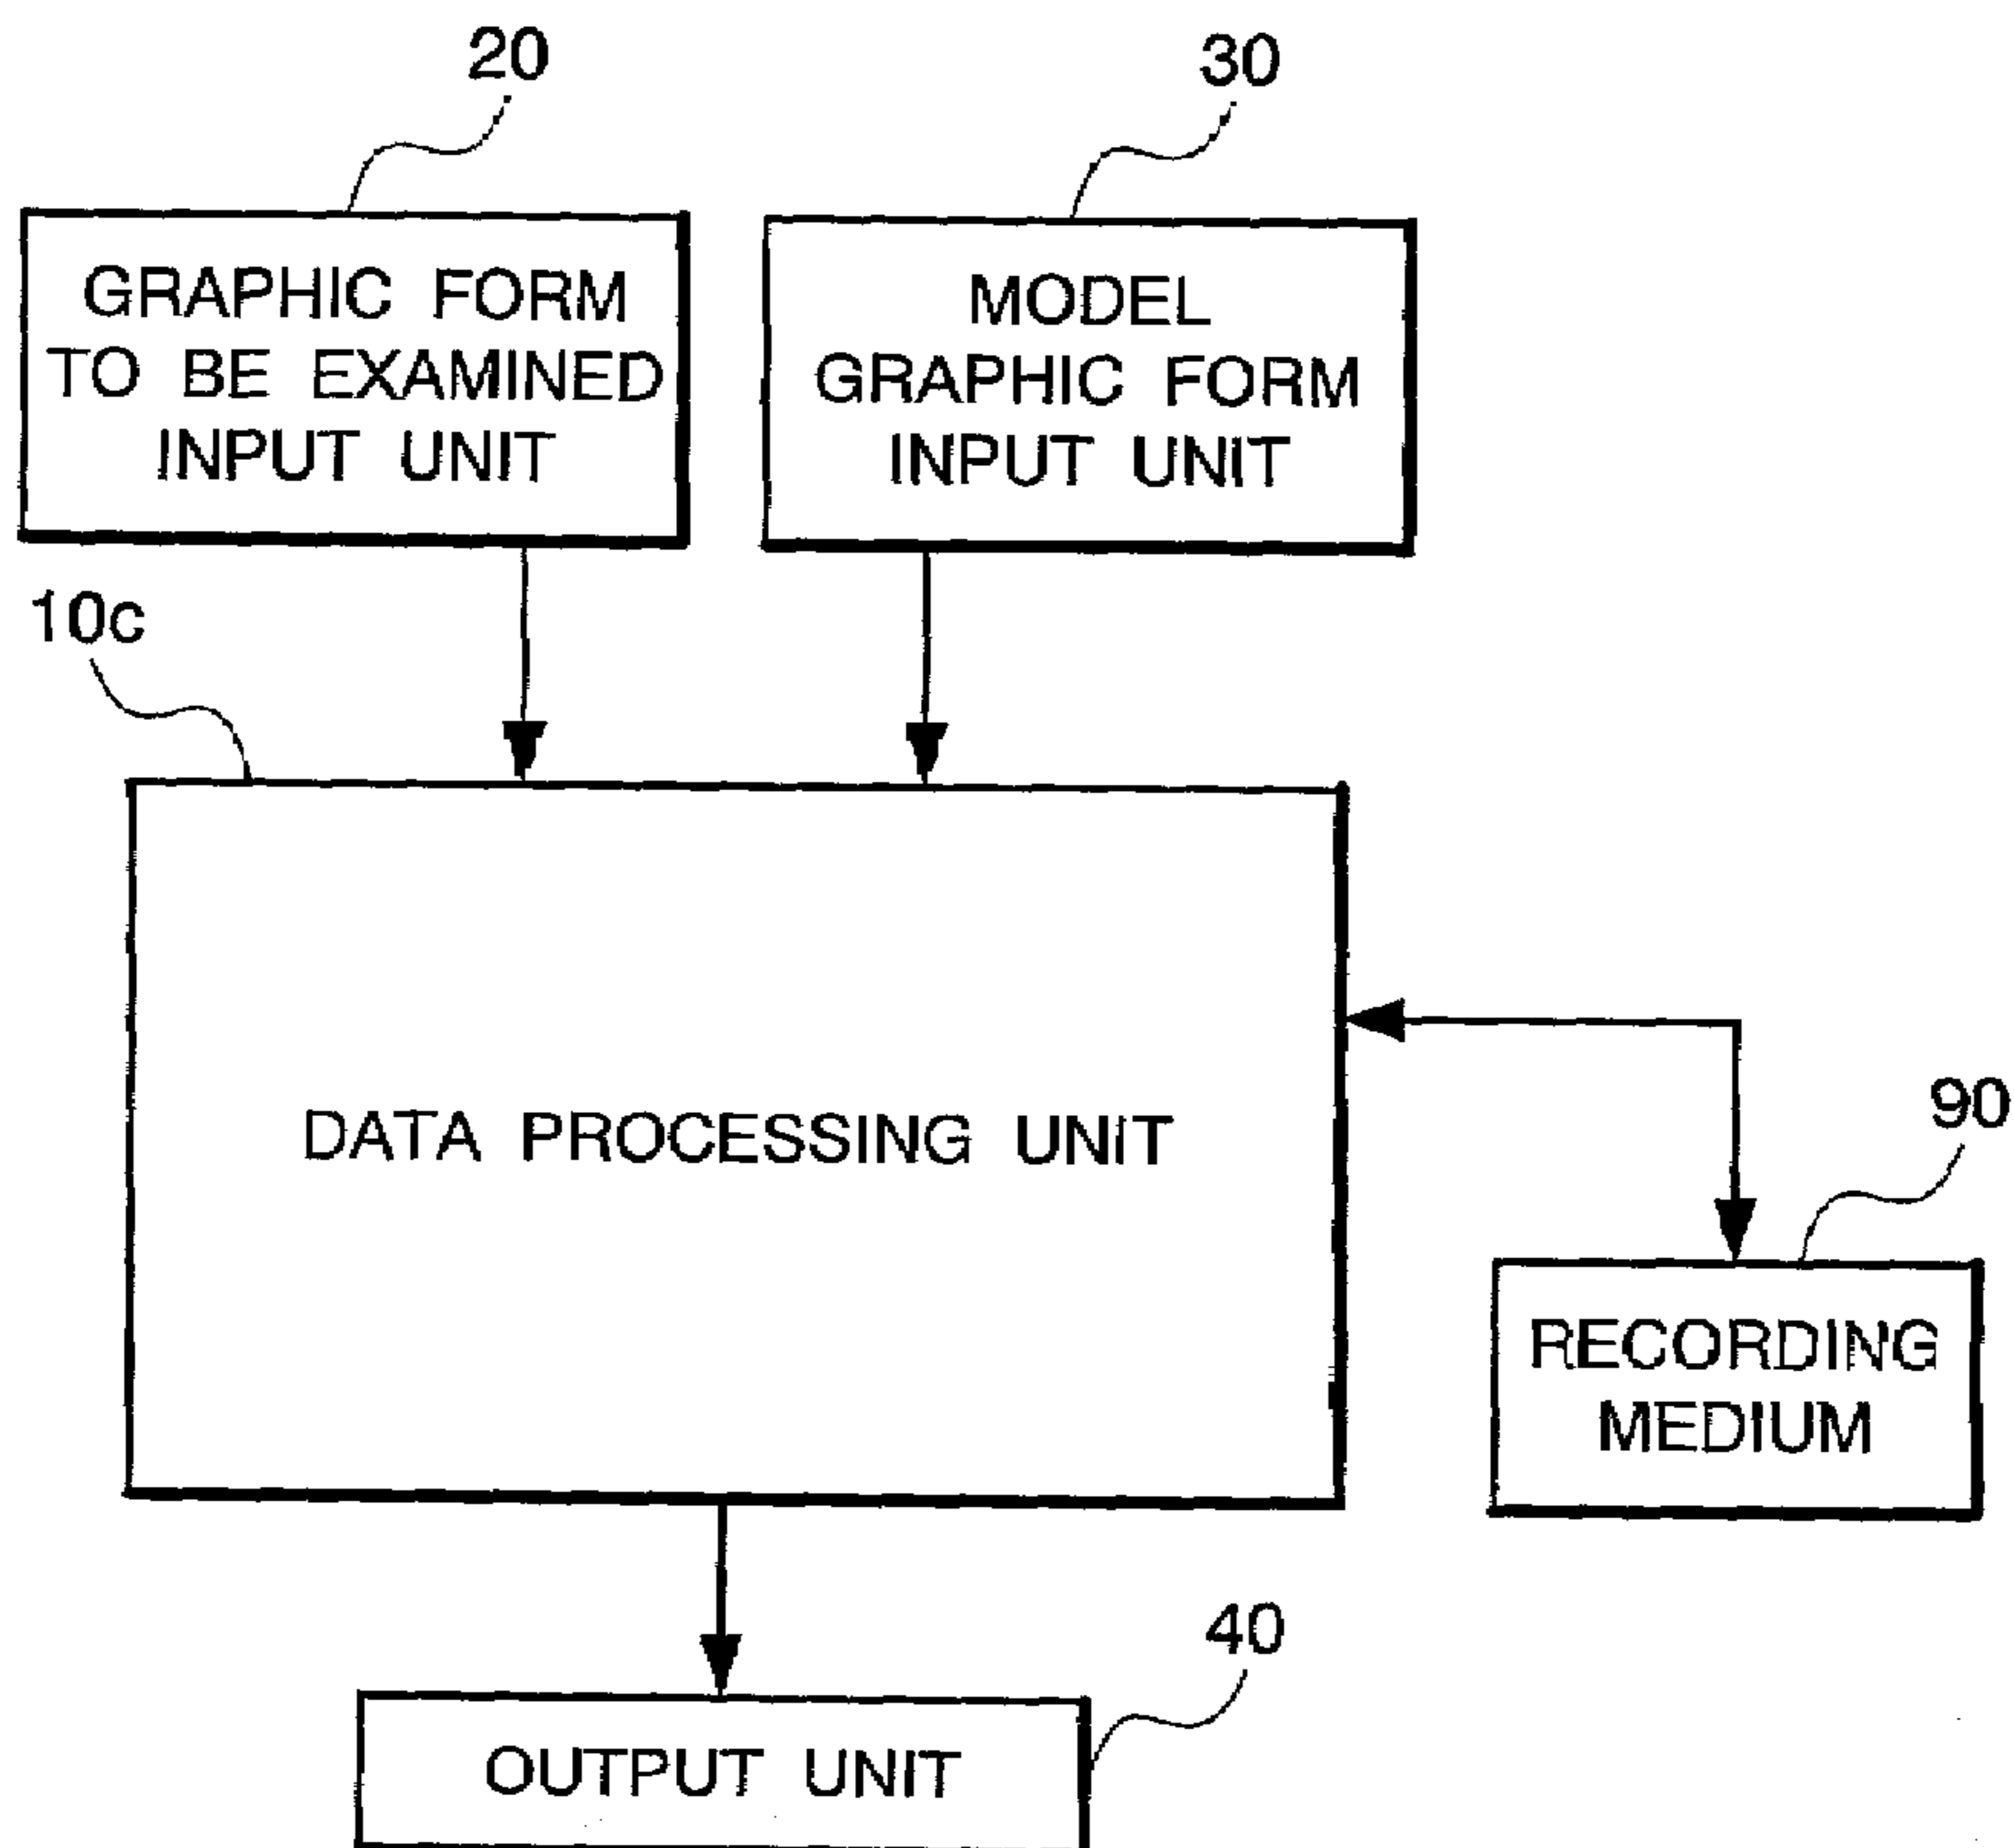 20
30
GRAPHIC FORM
TO BE EXAMINED
INPUT UNIT
MODEL
GRAPHIC FORM
INPUT UNIT
10c
DATA PROCESSING UNIT
90
RECORDING
MEDIUM
40
OUTPUT UNIT